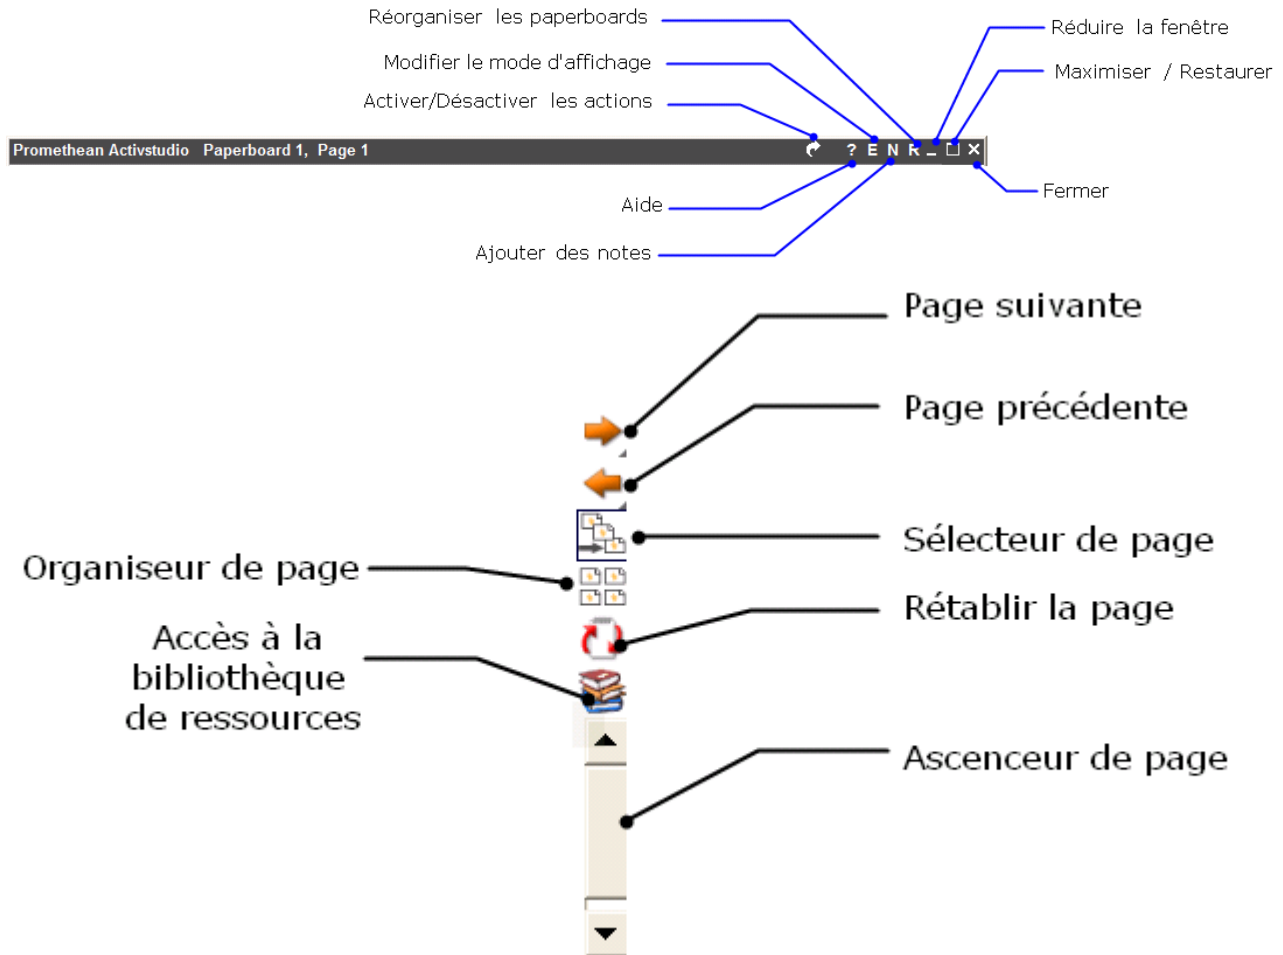 Réorganiser les paperboards
Réduire la fenêtre
Modifier le mode d'affichage
Maximiser / Restaurer
Activer/Désactiver les actions
Promethean Activstudio Paperboard 1, Page 1
? E N R
Fermer
Aide
Ajouter des notes
Page suivante
Page précédente
Sélecteur de page
Organiseur de page
Rétablir la page
Accès à la
bibliothèque
de ressources
Ascenceur de page